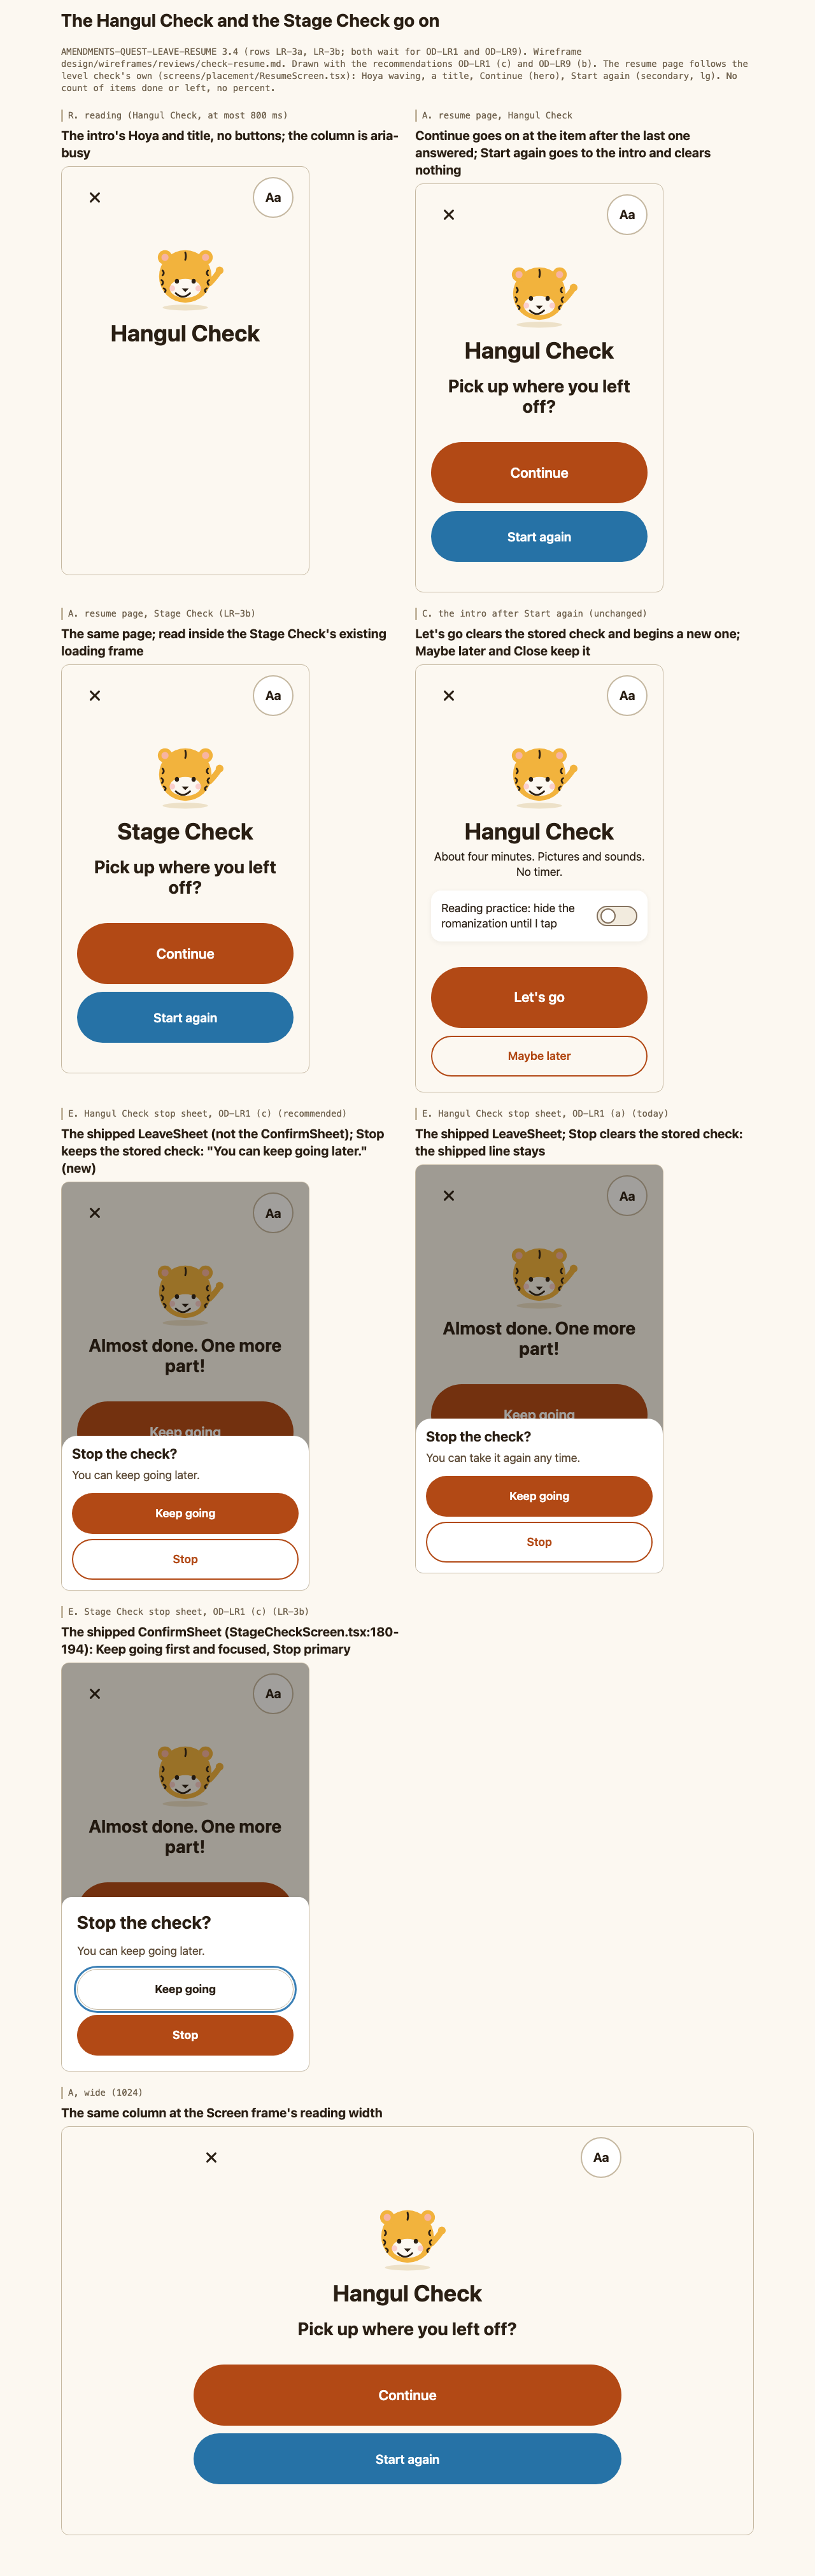 The Hangul Check and the Stage Check go on
AMENDMENTS-QUEST-LEAVE-RESUME 3.4 (rows LR-3a, LR-3b; both wait for OD-LR1 and OD-LR9). Wireframe
design/wireframes/reviews/check-resume.md. Drawn with the recommendations OD-LR1 (c) and OD-LR9 (b). The resume page follows the
level check's own (screens/placement/ResumeScreen.tsx): Hoya waving, a title, Continue (hero), Start again (secondary, lg). No
count of items done or left, no percent.
R. reading (Hangul Check, at most 800 ms)
The intro's Hoya and title, no buttons; the column is aria-
busy
✕
Aa
Hangul Check
A. resume page, Hangul Check
Continue goes on at the item after the last one
answered; Start again goes to the intro and clears
nothing
✕
Aa
Hangul Check
Pick up where you left
off?
Continue
Start again
A. resume page, Stage Check (LR-3b)
The same page; read inside the Stage Check's existing
loading frame
✕
Aa
Stage Check
Pick up where you left
off?
Continue
Start again
C. the intro after Start again (unchanged)
Let's go clears the stored check and begins a new one;
Maybe later and Close keep it
✕
Aa
Hangul Check
About four minutes. Pictures and sounds.
No timer.
Reading practice: hide the
romanization until I tap
Let's go
Maybe later
E. Hangul Check stop sheet, OD-LR1 (c) (recommended)
The shipped LeaveSheet (not the ConfirmSheet); Stop
keeps the stored check: "You can keep going later."
(new)
✕
Aa
Almost done. One more
part!
Keep going
Stop the check?
You can keep going later.
Keep going
Stop
E. Hangul Check stop sheet, OD-LR1 (a) (today)
The shipped LeaveSheet; Stop clears the stored check:
the shipped line stays
✕
Aa
Almost done. One more
part!
Keep going
Stop the check?
You can take it again any time.
Keep going
Stop
E. Stage Check stop sheet, OD-LR1 (c) (LR-3b)
The shipped ConfirmSheet (StageCheckScreen.tsx:180-
194): Keep going first and focused, Stop primary
✕
Aa
Almost done. One more
part!
Stop the check?
You can keep going later.
Keep going
Stop
A, wide (1024)
The same column at the Screen frame's reading width
✕
Aa
Hangul Check
Pick up where you left off?
Continue
Start again